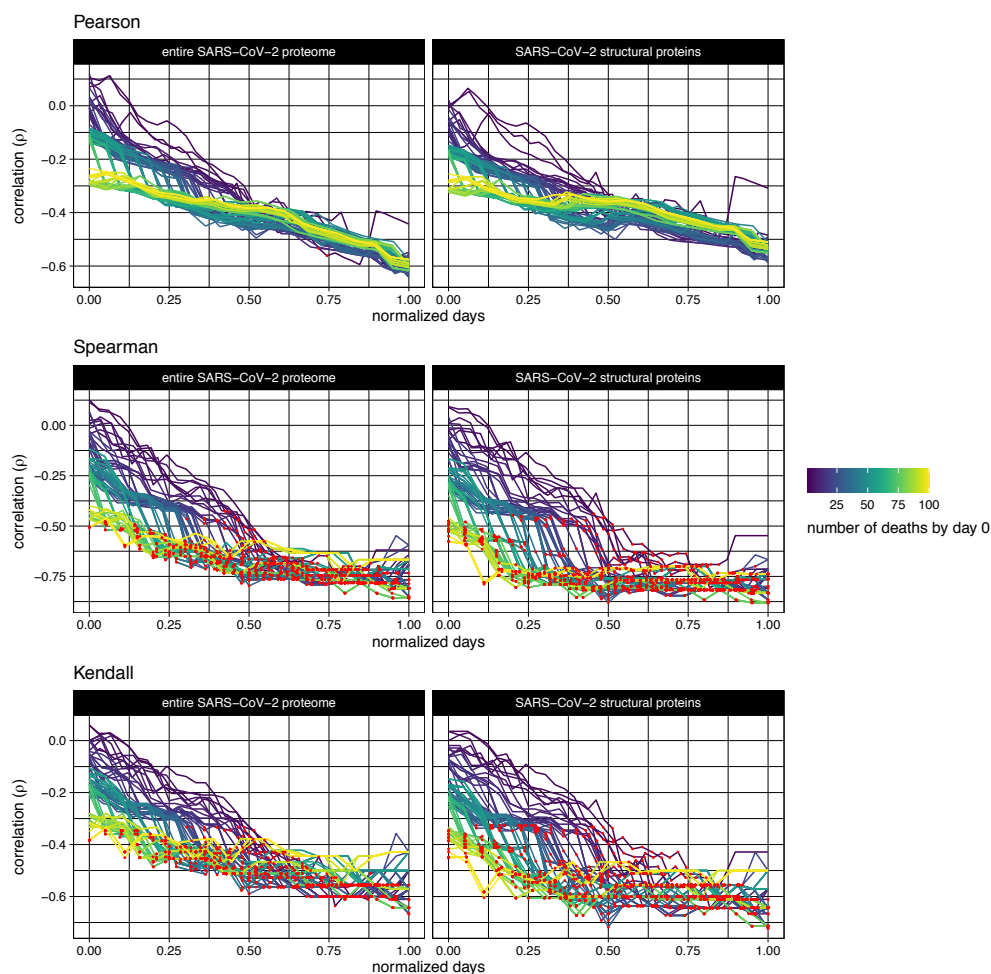 Pearson
entire SARS−CoV−2 proteome
SARS−CoV−2 structural proteins
correlation (ρ)
0.0
−0.2
−0.4
−0.6
0.00 0.25 0.50 0.75 1.00
0.00 0.25 0.50 0.75 1.00
normalized days
normalized days
Spearman
entire SARS−CoV−2 proteome
SARS−CoV−2 structural proteins
correlation (ρ)
0.00
−0.25
−0.50
−0.75
0.00 0.25 0.50 0.75 1.00
0.00 0.25 0.50 0.75 1.00
normalized days
normalized days
25 50 75 100
number of deaths by day 0
Kendall
entire SARS−CoV−2 proteome
SARS−CoV−2 structural proteins
correlation (ρ)
0.0
−0.2
−0.4
−0.6
0.00 0.25 0.50 0.75 1.00
0.00 0.25 0.50 0.75 1.00
normalized days
normalized days